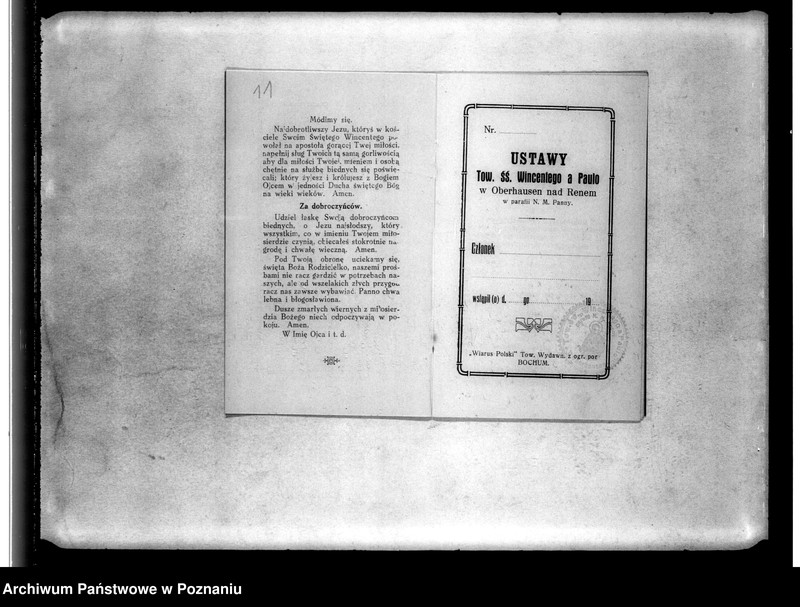 11
Módlmy się.
Najdobrotliwszy Jezu, któryś w koś-
ciele Swoim Świętego Wincentego po-
wołał na apostoła gorącej Twej miłości,
napełnij sług Twoich tą samą gorliwością
aby dla miłości Twojej, mieniem i osobą
chętnie na służbę biednych się poświę-
cali; który żyjesz i królujesz z Bogiem
Ojcem w jedności Ducha świętego Bóg
na wieki wieków. Amen.
Za dobroczyńców.
Udziel łaskę Swoją dobroczyńcom
biednych, o Jezu najsłodszy, który
wszystkim, co w imieniu Twojem miło-
sierdzie czynią, obiecałeś stokrotnie na-
grodę i chwałę wieczną. Amen.
Pod Twoją obronę uciekamy się,
święta Boża Rodzicielko, naszemi proś-
bami nie racz gardzić w potrzebach na-
szych, ale od wszelakich złych przygód
racz nas zawsze wybawiać. Panno chwa
lebna i błogosławiona.
Dusze zmarłych wiernych z miłosier-
dzia Bożego niech odpoczywają w po-
koju. Amen.
W Imię Ojca i t. d.
Nr.
USTAWY
Tow. ŚŚ. Wincentego a Paulo
w Oberhausen nad Renem
w parafii N. M. Panny.
Członek
wstąpił (a) d. go 19
„Wiarus Polski" Tow. Wydawn. z ogr. por
BOCHUM.
Archiwum Państwowe w Poznaniu